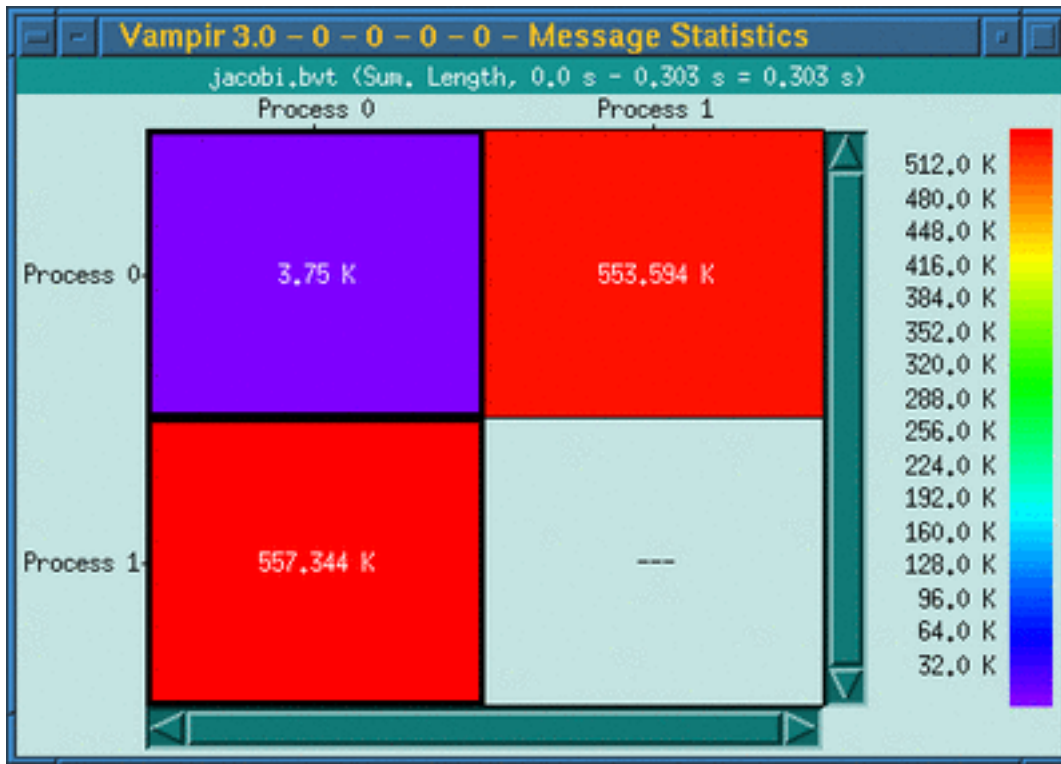 Vampir 3.0 - 0 - 0 - 0 - 0 - Message Statistics
jacobi.bvt (Sum. Length, 0.0 s - 0.303 s = 0.303 s)
Process 0 Process 1
Process 0 3.75 K 553.594 K
Process 1 557.344 K ---
512.0 K
480.0 K
448.0 K
416.0 K
384.0 K
352.0 K
320.0 K
288.0 K
256.0 K
224.0 K
192.0 K
160.0 K
128.0 K
96.0 K
64.0 K
32.0 K